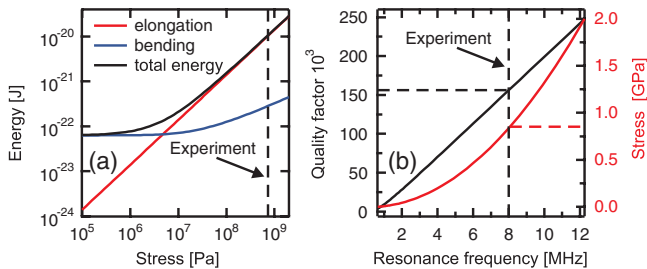 elongation
bending
total energy
10^-20
10^-21
10^-22
10^-23
10^-24
Energy [J]
(a)
Experiment
10^5
10^6
10^7
10^8
10^9
Stress [Pa]
250
200
150
100
50
0
Quality factor 10^3
Experiment
(b)
2.0
1.5
1.0
0.5
0.0
Stress [GPa]
2
4
6
8
10
12
Resonance frequency [MHz]